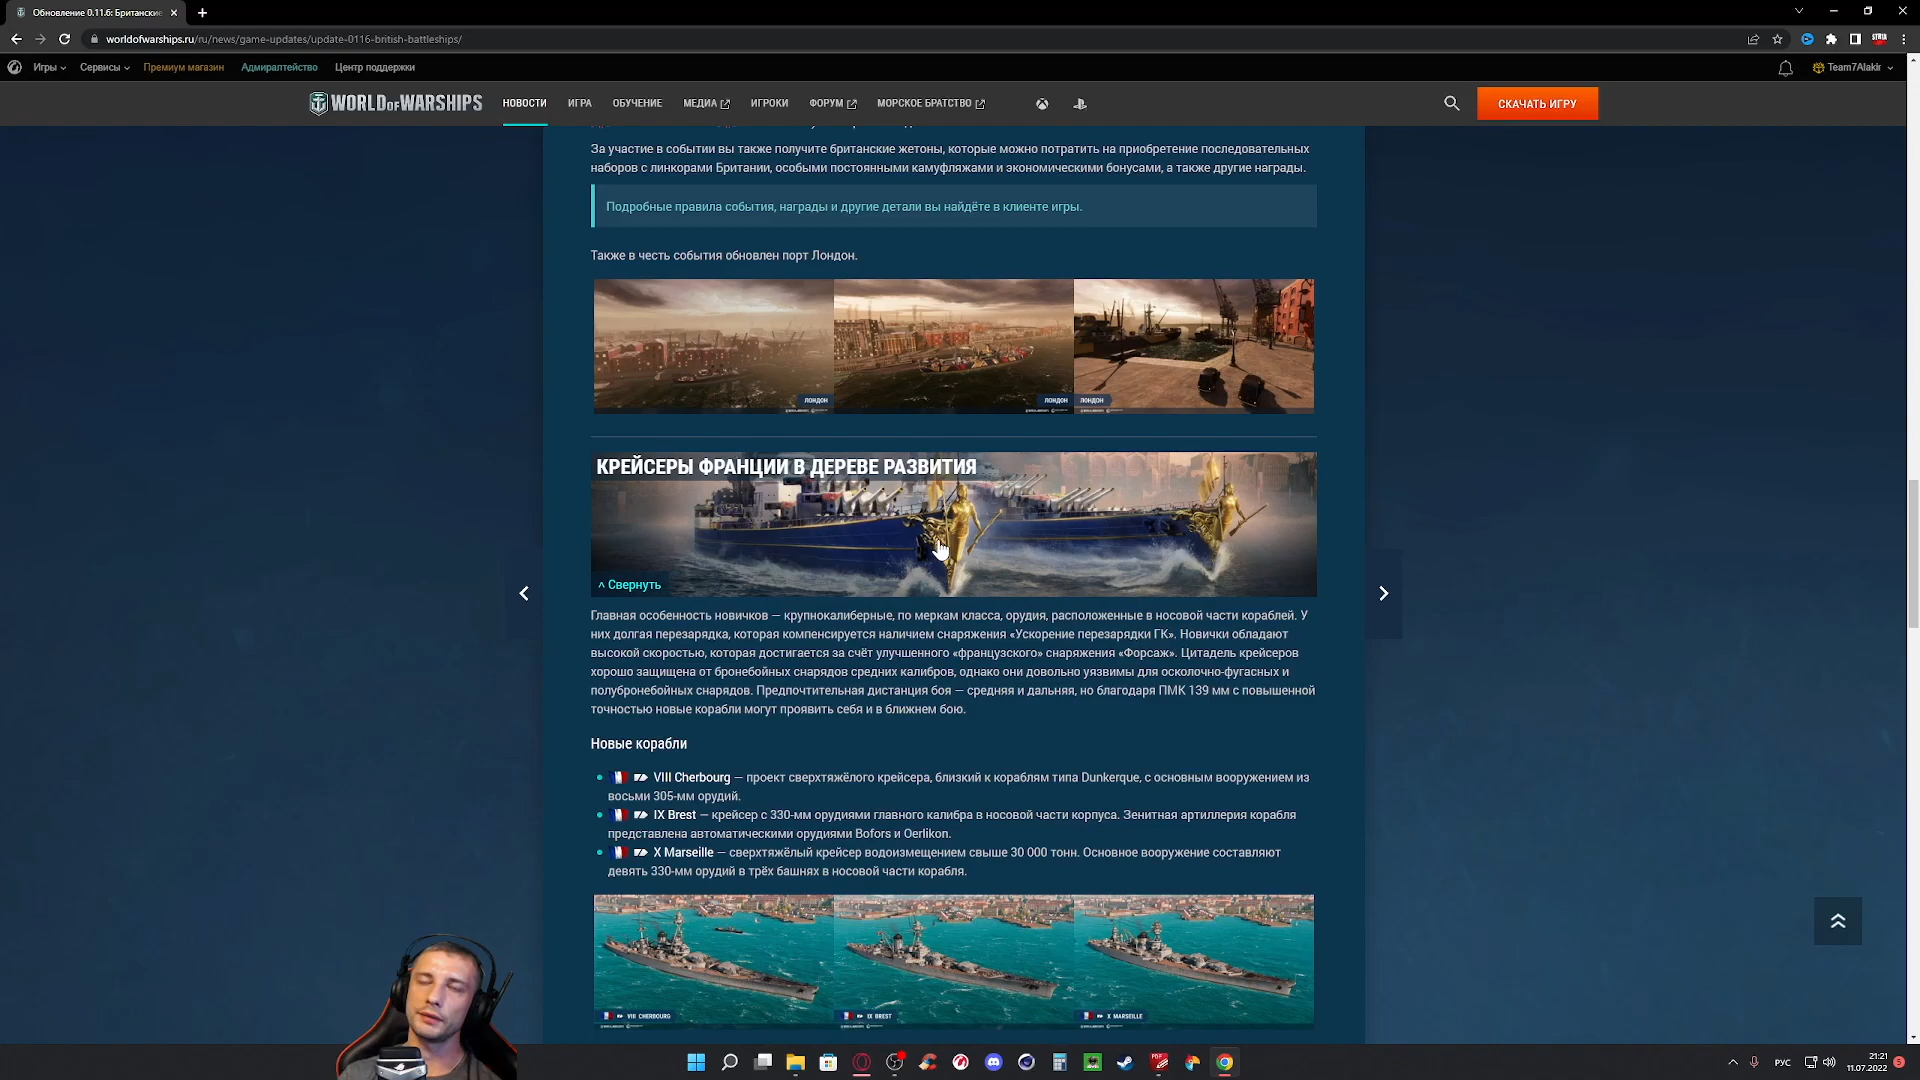 Обновление 0.11.6: Британские
worldofwarships.ru/ru/news/game-updates/update-0116-british-battleships/
Игры Сервисы Премиум магазин Адмиралтейство Центр поддержки Team7Alakir
WORLD OF WARSHIPS НОВОСТИ ИГРА ОБУЧЕНИЕ МЕДИА ИГРОКИ ФОРУМ МОРСКОЕ БРАТСТВО СКАЧАТЬ ИГРУ
За участие в событии вы также получите британские жетоны, которые можно потратить на приобретение последовательных
наборов с линкорами Британии, особыми постоянными камуфляжами и экономическими бонусами, а также другие награды.
Подробные правила события, награды и другие детали вы найдёте в клиенте игры.
Также в честь события обновлен порт Лондон.
ЛОНДОН ЛОНДОН ЛОНДОН
КРЕЙСЕРЫ ФРАНЦИИ В ДЕРЕВЕ РАЗВИТИЯ
^ Свернуть
Главная особенность новичков — крупнокалиберные, по меркам класса, орудия, расположенные в носовой части кораблей. У
них долгая перезарядка, которая компенсируется наличием снаряжения «Ускорение перезарядки ГК». Новички обладают
высокой скоростью, которая достигается за счёт улучшенного «французского» снаряжения «Форсаж». Цитадель крейсеров
хорошо защищена от бронебойных снарядов средних калибров, однако они довольно уязвимы для осколочно-фугасных и
полубронебойных снарядов. Предпочтительная дистанция боя — средняя и дальняя, но благодаря ПМК 139 мм с повышенной
точностью новые корабли могут проявить себя и в ближнем бою.
Новые корабли
VIII Cherbourg — проект сверхтяжёлого крейсера, близкий к кораблям типа Dunkerque, с основным вооружением из
восьми 305-мм орудий.
IX Brest — крейсер с 330-мм орудиями главного калибра в носовой части корпуса. Зенитная артиллерия корабля
представлена автоматическими орудиями Bofors и Oerlikon.
X Marseille — сверхтяжёлый крейсер водоизмещением свыше 30 000 тонн. Основное вооружение составляют
девять 330-мм орудий в трёх башнях в носовой части корабля.
VIII CHERBOURG IX BREST X MARSEILLE
РУС 21:21
11.07.2022 5